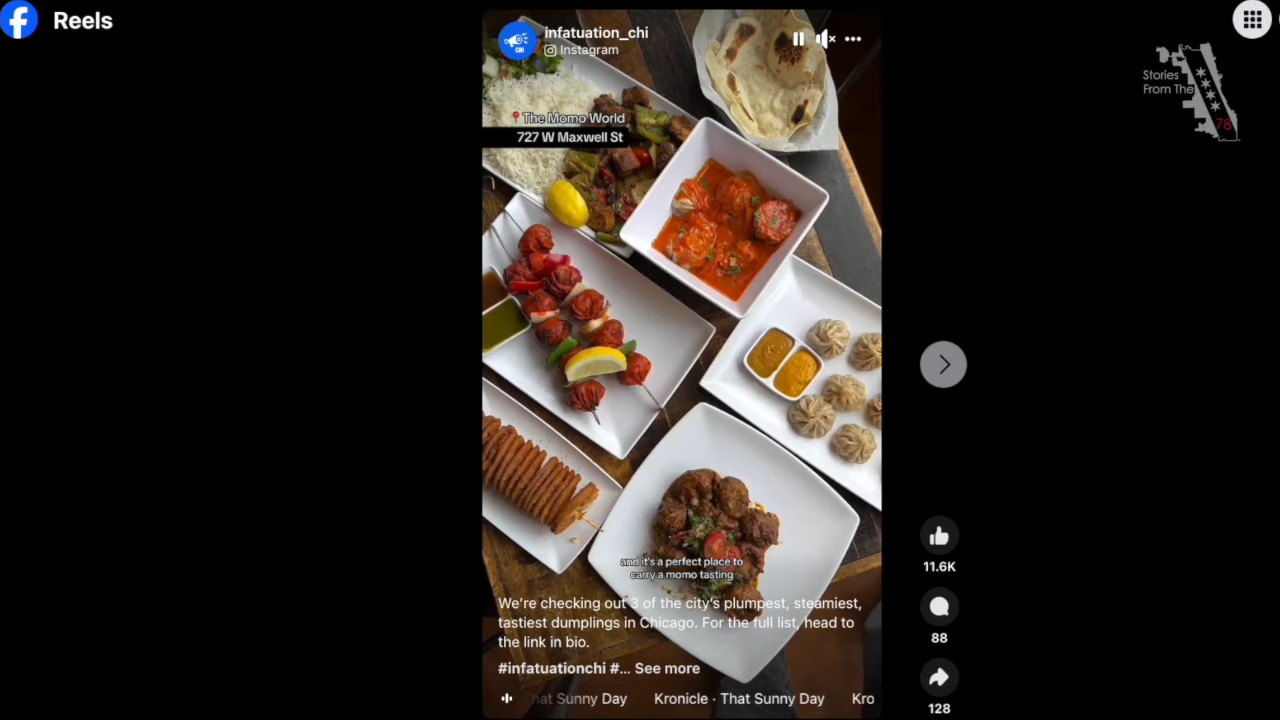 Reels
infatuation_chi
Instagram
The Momo World
727 W Maxwell St
Stories
From The
78
CHI
and it's a perfect place to
carry a momo tasting
We're checking out 3 of the city's plumpest, steamiest,
tastiest dumplings in Chicago. For the full list, head to
the link in bio.
#infatuationchi #... See more
hat Sunny Day Kronicle · That Sunny Day Kro
11.6K
88
128